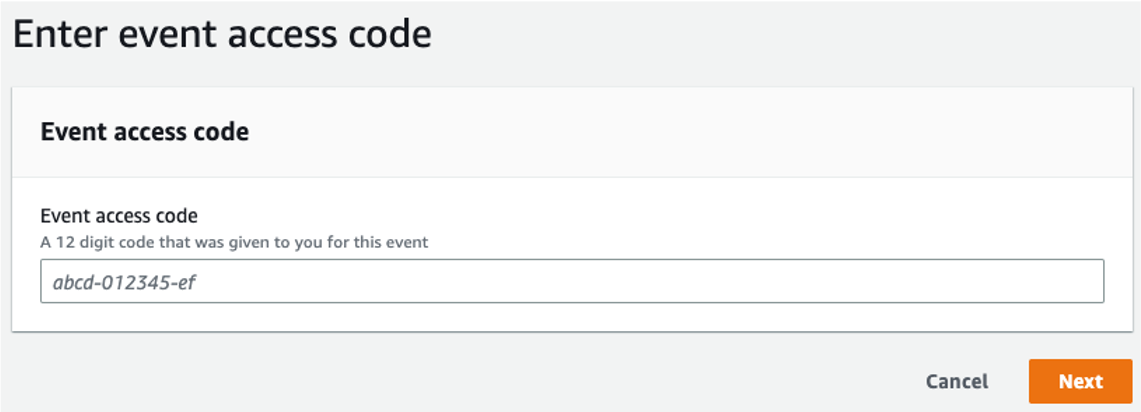 Enter event access code
Event access code
Event access code
A 12 digit code that was given to you for this event
abcd-012345-ef
Cancel Next